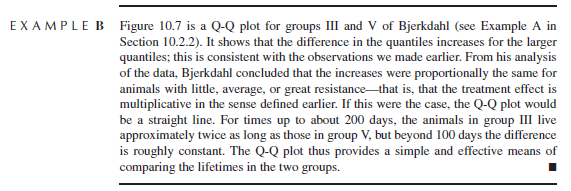 EXAMPLE B Figure 10.7 is a Q-Q plot for groups III and V of Bjerkdahl (see Example A in
Section 10.2.2). It shows that the difference in the quantiles increases for the larger
quantiles; this is consistent with the observations we made earlier. From his analysis
of the data, Bjerkdahl concluded that the increases were proportionally the same for
animals with little, average, or great resistance—that is, that the treatment effect is
multiplicative in the sense defined earlier. If this were the case, the Q-Q plot would
be a straight line. For times up to about 200 days, the animals in group III live
approximately twice as long as those in group V, but beyond 100 days the difference
is roughly constant. The Q-Q plot thus provides a simple and effective means of
comparing the lifetimes in the two groups. ■